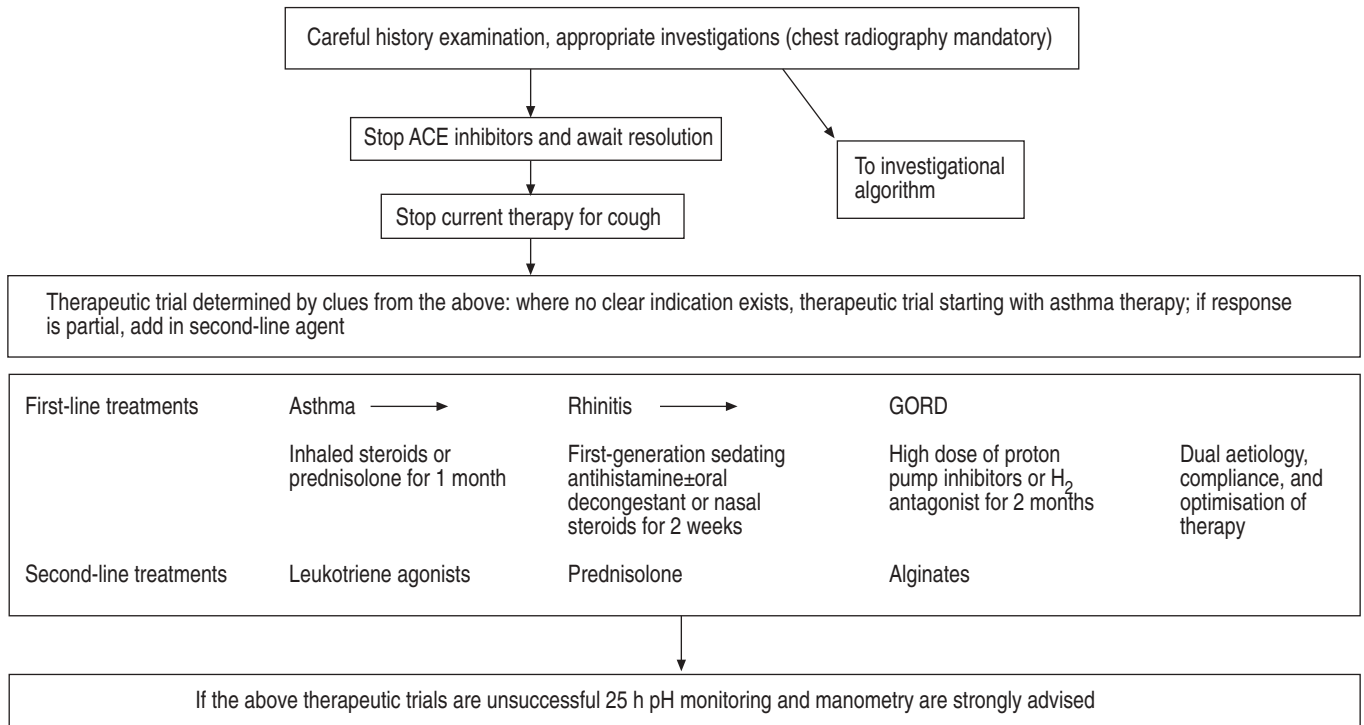 Careful history examination, appropriate investigations (chest radiography mandatory)
Stop ACE inhibitors and await resolution
To investigational
algorithm
Stop current therapy for cough
Therapeutic trial determined by clues from the above: where no clear indication exists, therapeutic trial starting with asthma therapy; if response
is partial, add in second-line agent
First-line treatments
Asthma
Rhinitis
GORD
Inhaled steroids or
prednisolone for 1 month
First-generation sedating
antihistamine±oral
decongestant or nasal
steroids for 2 weeks
High dose of proton
pump inhibitors or H₂
antagonist for 2 months
Dual aetiology,
compliance, and
optimisation of
therapy
Second-line treatments
Leukotriene agonists
Prednisolone
Alginates
If the above therapeutic trials are unsuccessful 25 h pH monitoring and manometry are strongly advised